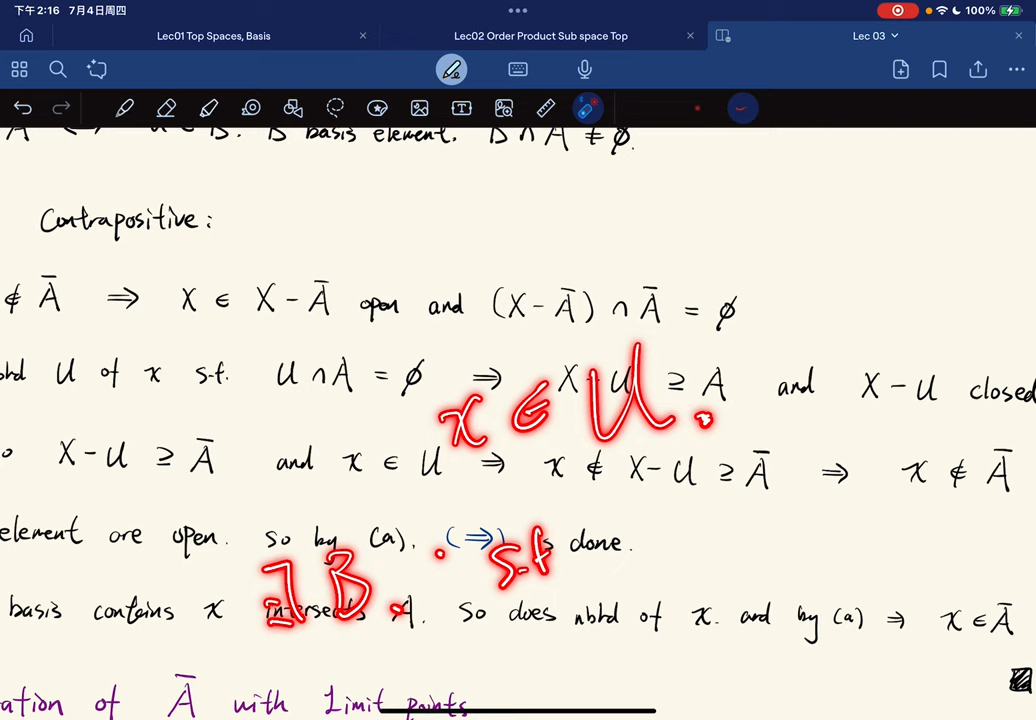 下午2:16 7月4日周四
100%
Lec01 Top Spaces, Basis
Lec02 Order Product Sub space Top
Lec 03
B basis element. B ∩ A ≠ ∅.
Contrapositive:
∉ Ā ⇒ x ∈ X - Ā open and (X - Ā) ∩ Ā = ∅
nbhd U of x s.t. U ∩ A = ∅ ⇒ X - U ≥ A and X - U closed
x ∈ U.
X - U ≥ Ā and x ∈ U ⇒ x ∉ X - U ≥ Ā ⇒ x ∉ Ā
element are open. so by (a). (⇒) is done.
∃ B s.t
basis contains x intersects A. So does nbhd of x. and by (a) ⇒ x ∈ Ā
ation of Ā with Limit points